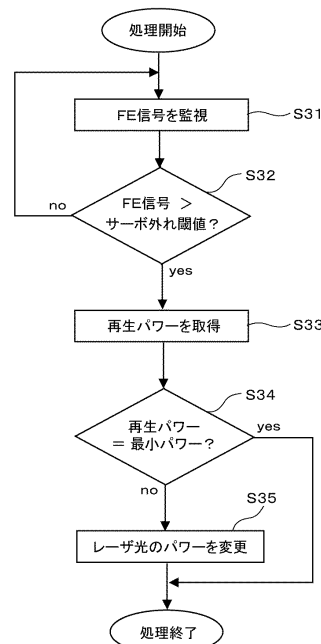 処理開始
FE信号を監視
S31
S32
FE信号 ＞
サーボ外れ閾値？
no
yes
再生パワーを取得
S33
S34
再生パワー
＝ 最小パワー？
yes
no
S35
レーザ光のパワーを変更
処理終了